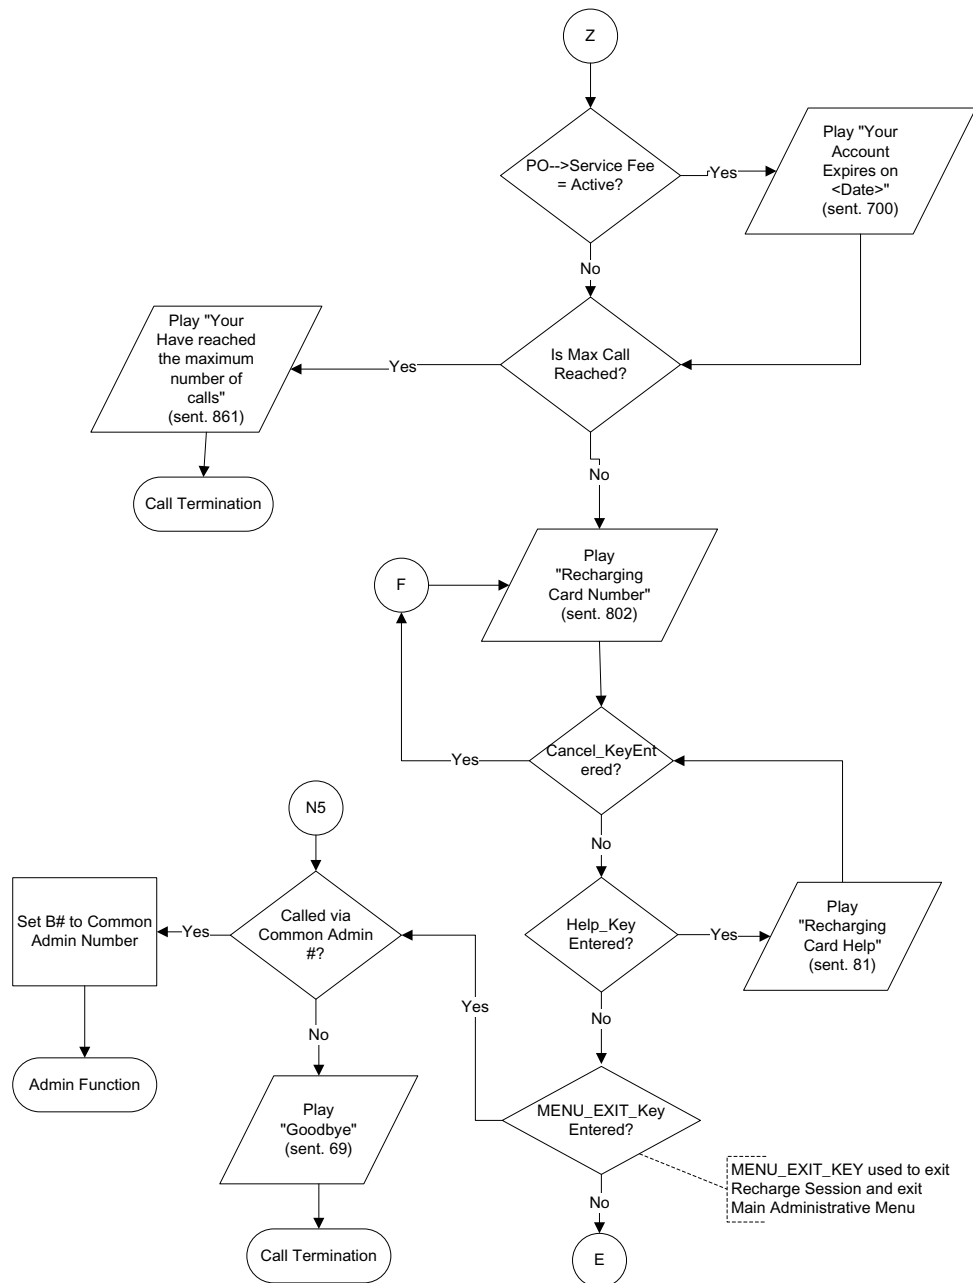 Z
PO-->Service Fee
= Active?
Yes
Play "Your
Account
Expires on
<Date>"
(sent. 700)
No
Play "Your
Have reached
the maximum
number of
calls"
(sent. 861)
Yes
Is Max Call
Reached?
Call Termination
No
F
Play
"Recharging
Card Number"
(sent. 802)
Yes
Cancel_KeyEnt
ered?
N5
No
Set B# to Common
Admin Number
Yes
Called via
Common Admin
#?
Help_Key
Entered?
Yes
Play
"Recharging
Card Help"
(sent. 81)
Yes
No
No
Admin Function
Play
"Goodbye"
(sent. 69)
MENU_EXIT_Key
Entered?
MENU_EXIT_KEY used to exit
Recharge Session and exit
Main Administrative Menu
No
Call Termination
E